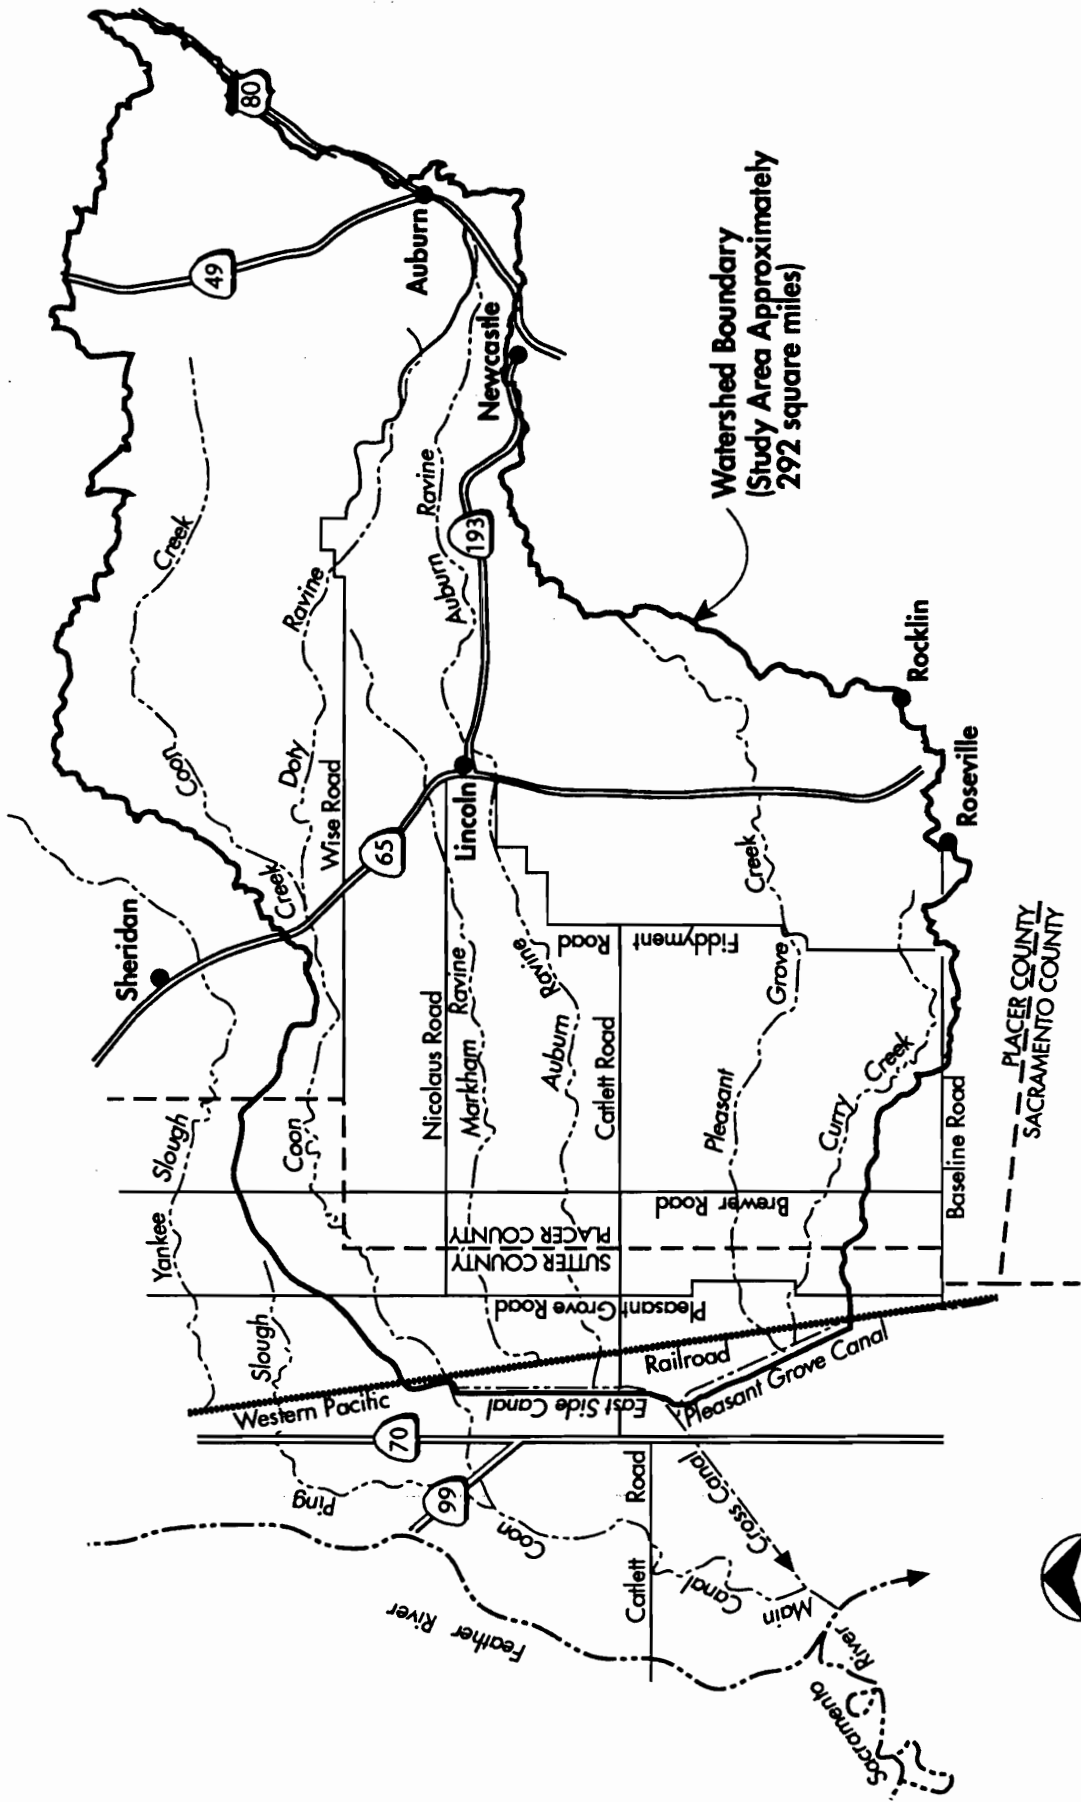 80
49
Auburn
Newcastle
Watershed Boundary
(Study Area Approximately
292 square miles)
Creek
Ravine
Auburn
Ravine
193
Coon
Doty
Wise Road
65
Lincoln
Rocklin
Roseville
Sheridan
Creek
Creek
Nicolaus Road
Markham
Ravine
Auburn
Ravine
Fiddyment
Road
Catlett Road
Pleasant
Grove
Curry
Creek
Yankee
Slough
Coon
Brewer Road
Baseline Road
PLACER COUNTY
SACRAMENTO COUNTY
PLACER COUNTY
SUTTER COUNTY
Pleasant Grove Road
Slough
Railroad
Western Pacific
East Side Canal
Pleasant Grove Canal
70
99
Ping
Coon
Catlett
Road
Cross Canal
Main
Canal
Feather
River
Sacramento
River